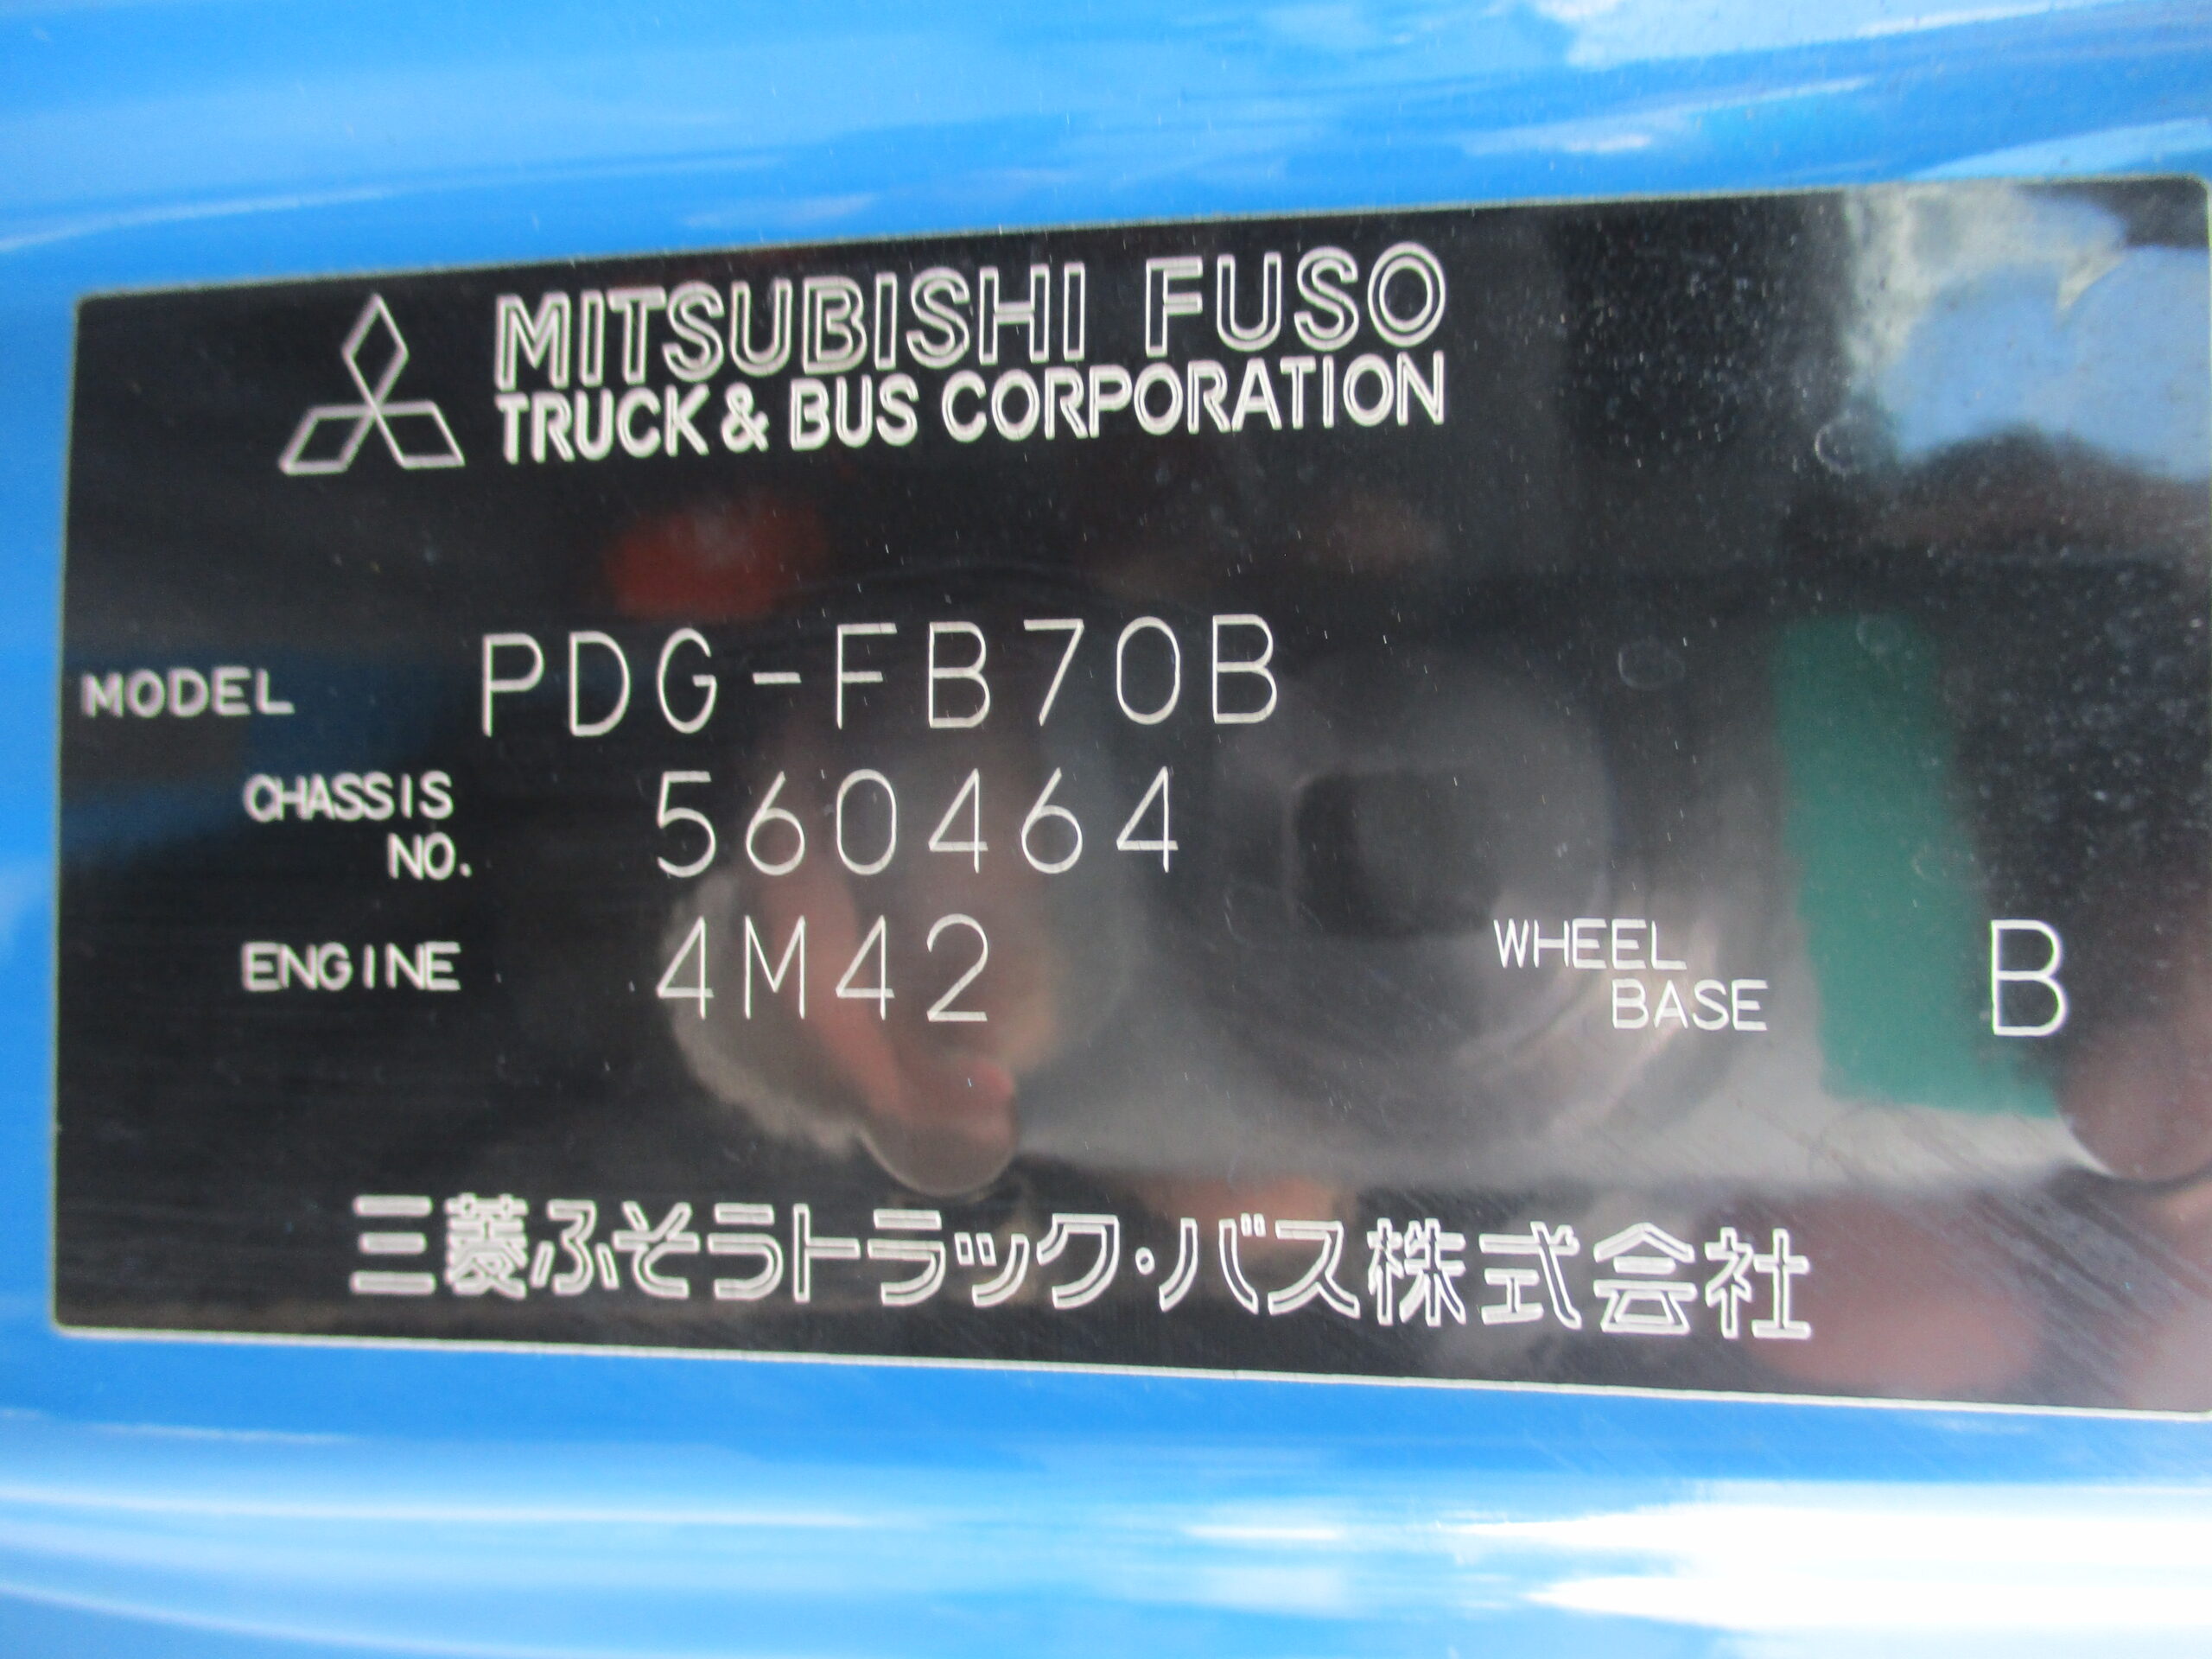 MITSUBISHI FUSO
TRUCK & BUS CORPORATION
MODEL PDG-FB70B
CHASSIS NO. 560464
ENGINE 4M42 WHEEL BASE B
三菱ふそうトラック・バス株式会社